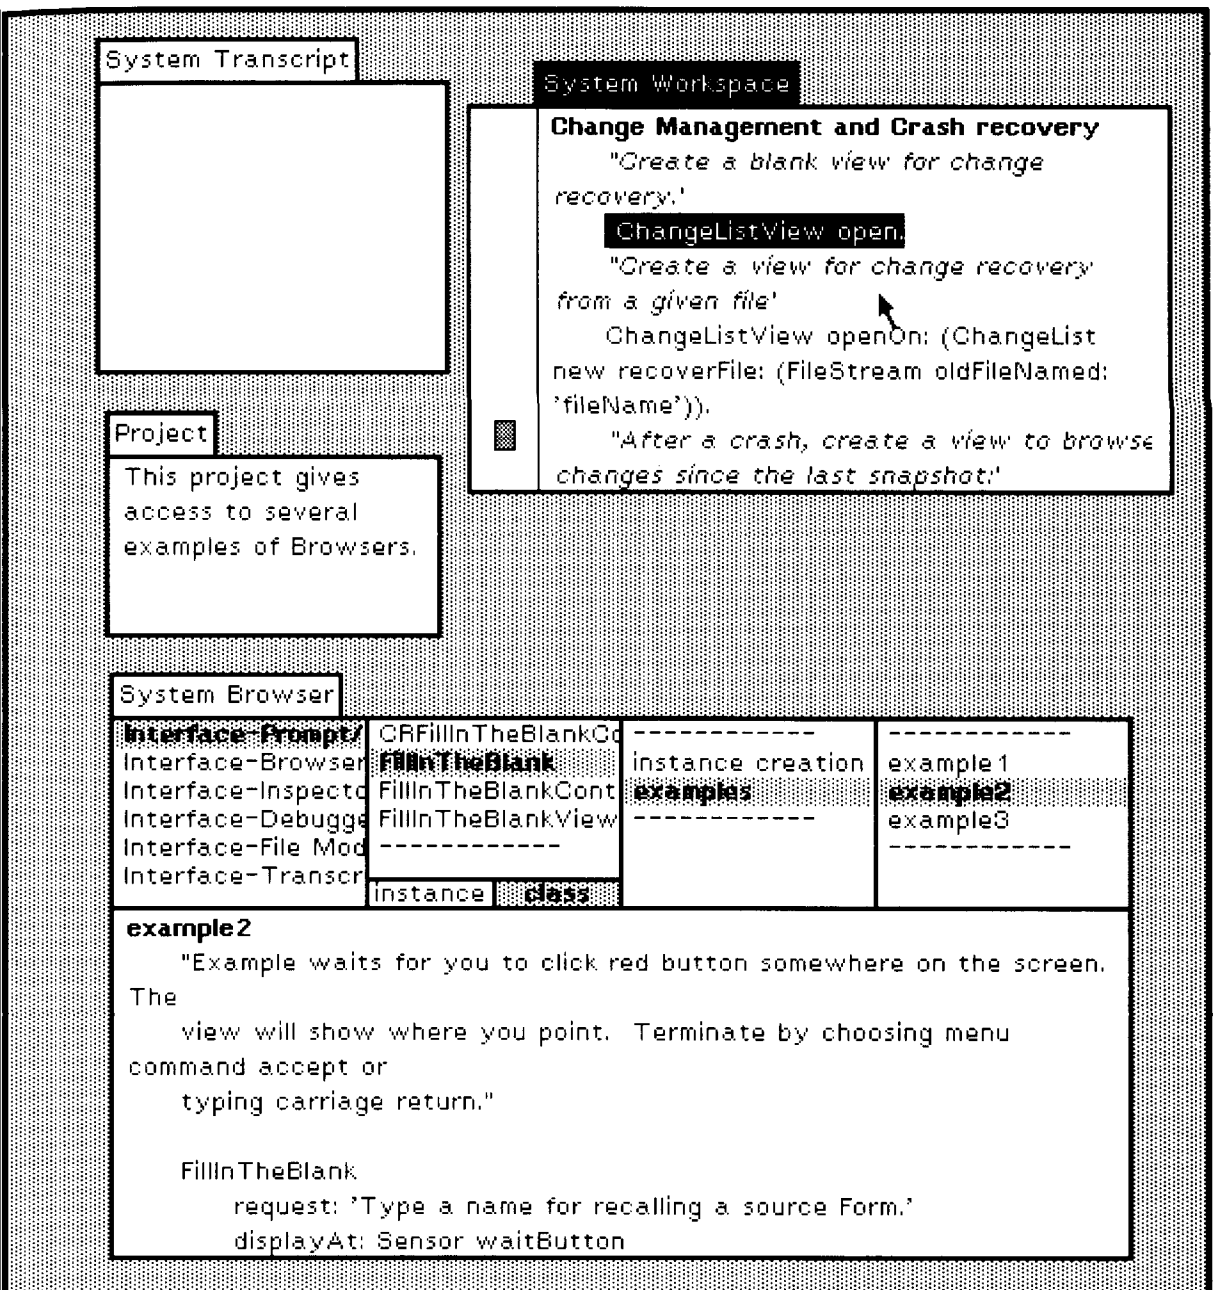 System Transcript
System Workspace
Change Management and Crash recovery
"Create a blank view for change
recovery."
ChangeListView open.
"Create a view for change recovery
from a given file"
ChangeListView openOn: (ChangeList
new recoverFile: (FileStream oldFileNamed:
'fileName')).
"After a crash, create a view to browse
changes since the last snapshot:"
Project
This project gives
access to several
examples of Browsers.
System Browser
Interface-Prompt/
Interface-Browser
Interface-Inspecto
Interface-Debugge
Interface-File Mod
Interface-Transcr
CRFillInTheBlankCo
FillInTheBlank
FillInTheBlankCont
FillInTheBlankView
-------------
instance
class
-------------
instance creation
examples
-------------
-------------
example1
example2
example3
-------------
example2
"Example waits for you to click red button somewhere on the screen.
The
view will show where you point.  Terminate by choosing menu
command accept or
typing carriage return."
FillInTheBlank
request: 'Type a name for recalling a source Form.'
displayAt: Sensor waitButton